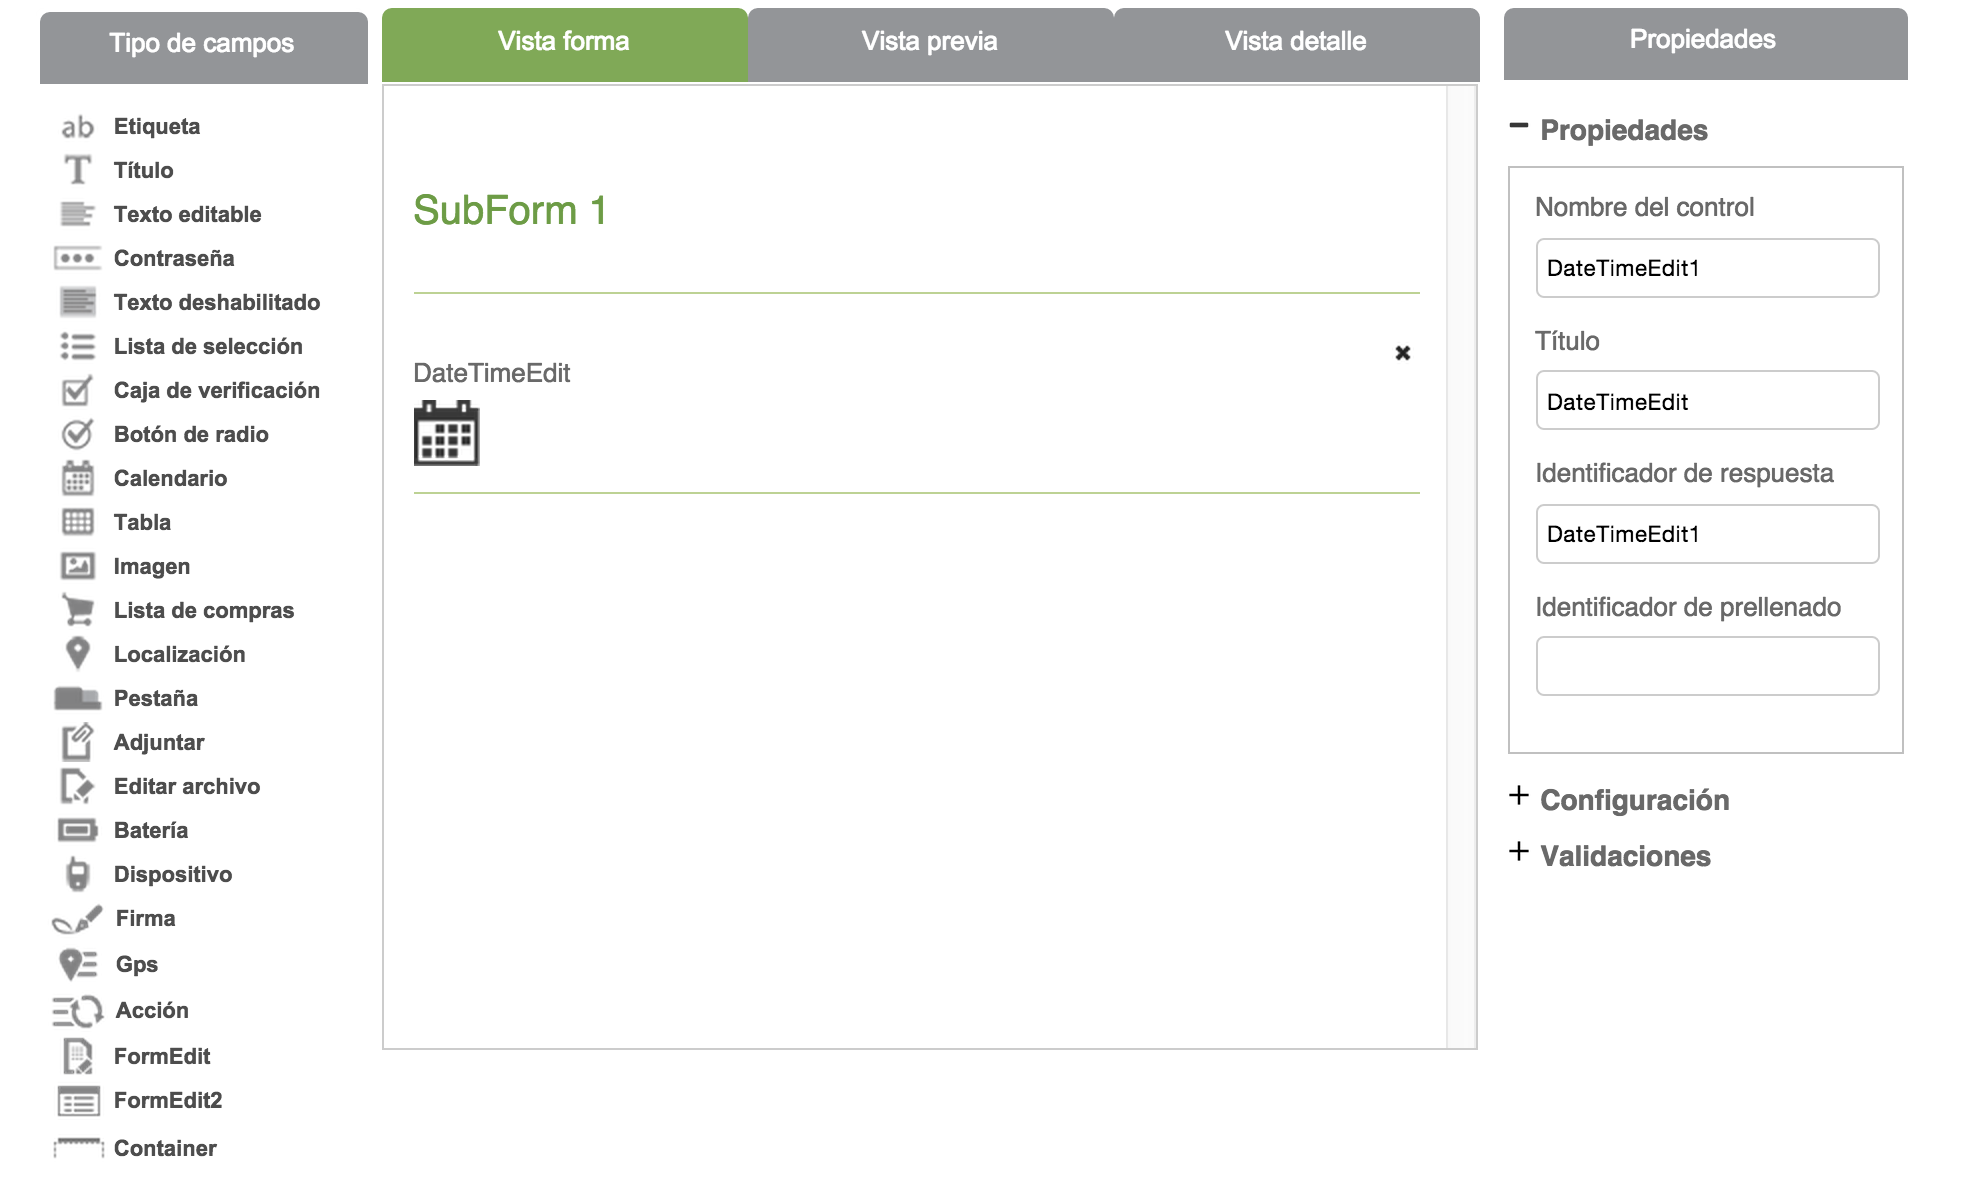 Tipo de campos
ab Etiqueta
T Título
Texto editable
Contraseña
Texto deshabilitado
Lista de selección
Caja de verificación
Botón de radio
Calendario
Tabla
Imagen
Lista de compras
Localización
Pestaña
Adjuntar
Editar archivo
Batería
Dispositivo
Firma
Gps
Acción
FormEdit
FormEdit2
Container
Vista forma
Vista previa
Vista detalle
SubForm 1
DateTimeEdit
Propiedades
Propiedades
Nombre del control
DateTimeEdit1
Título
DateTimeEdit
Identificador de respuesta
DateTimeEdit1
Identificador de prellenado
Configuración
Validaciones